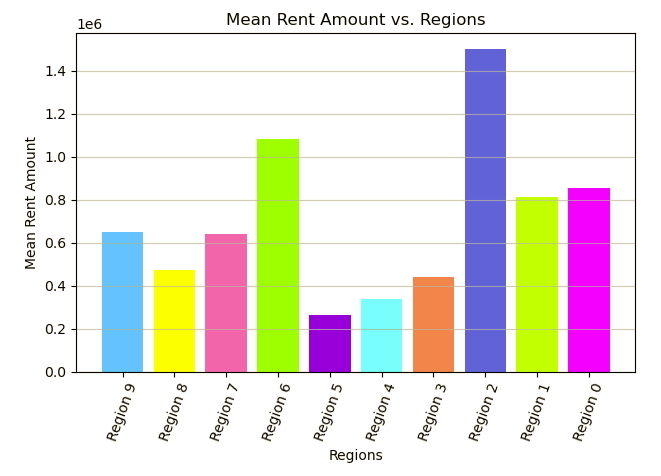 Mean Rent Amount vs. Regions
1e6
Mean Rent Amount
1.4
1.2
1.0
0.8
0.6
0.4
0.2
0.0
Region 9
Region 8
Region 7
Region 6
Region 5
Region 4
Region 3
Region 2
Region 1
Region 0
Regions